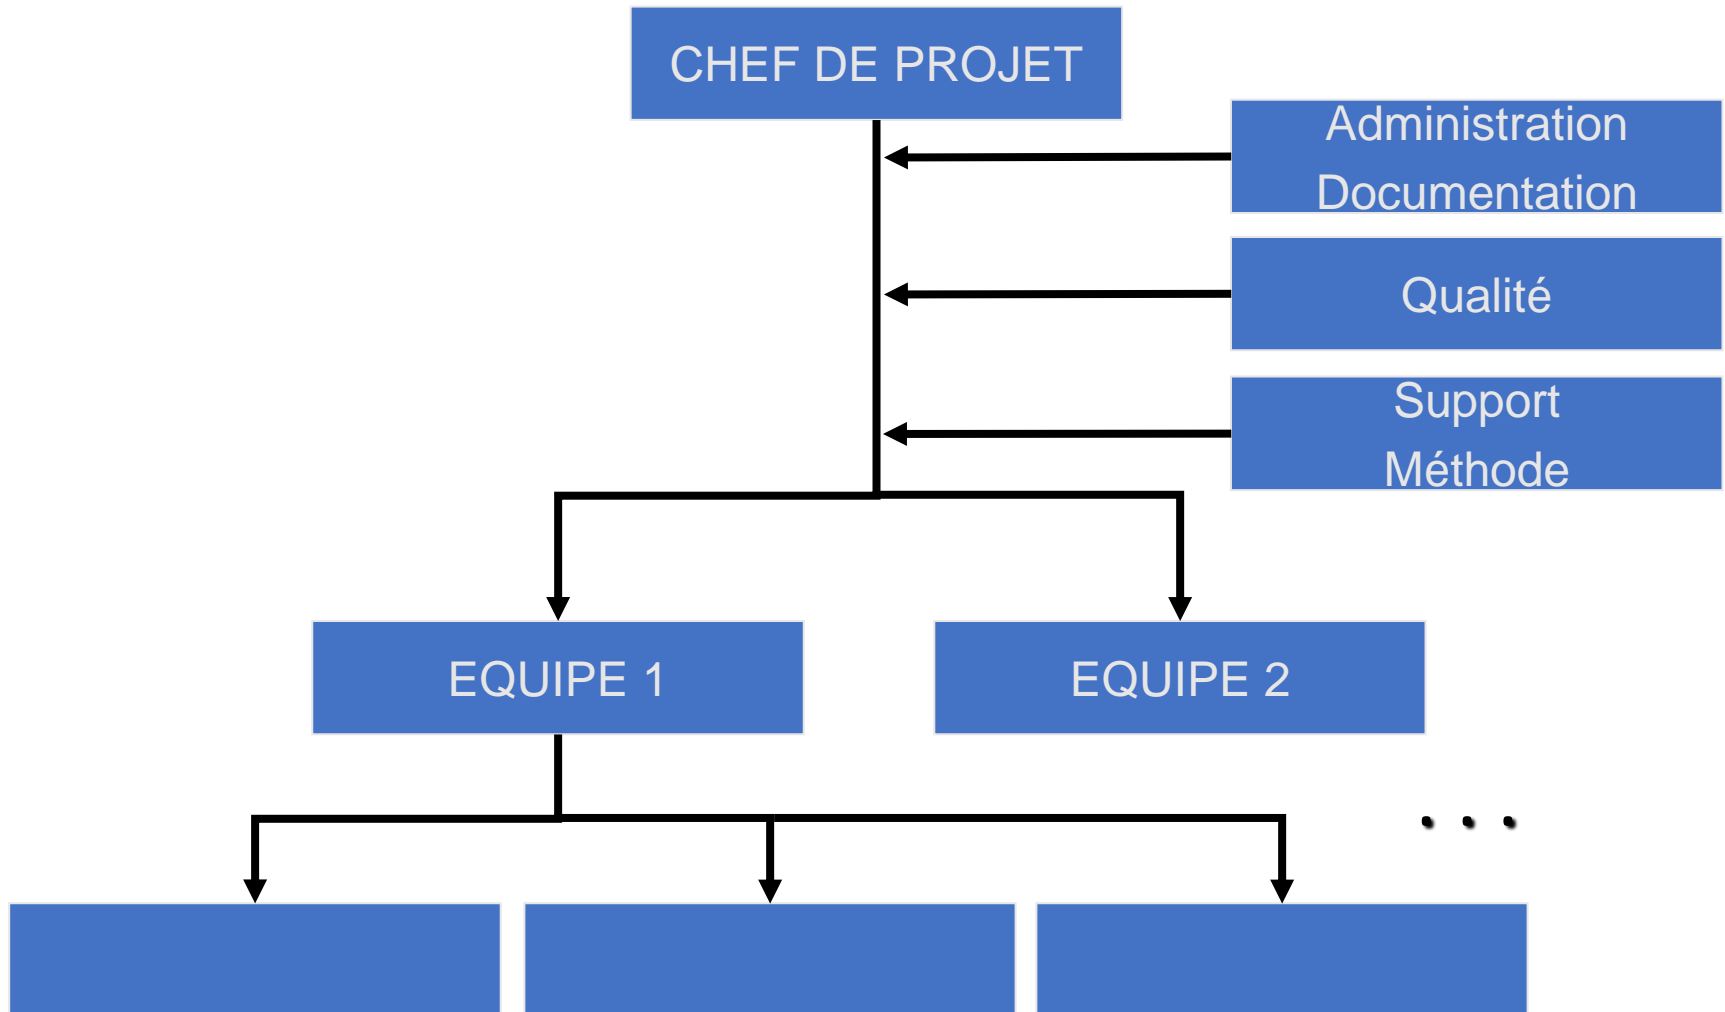 CHEF DE PROJET
Administration
Documentation
Qualité
Support
Méthode
EQUIPE 1
EQUIPE 2
. . .